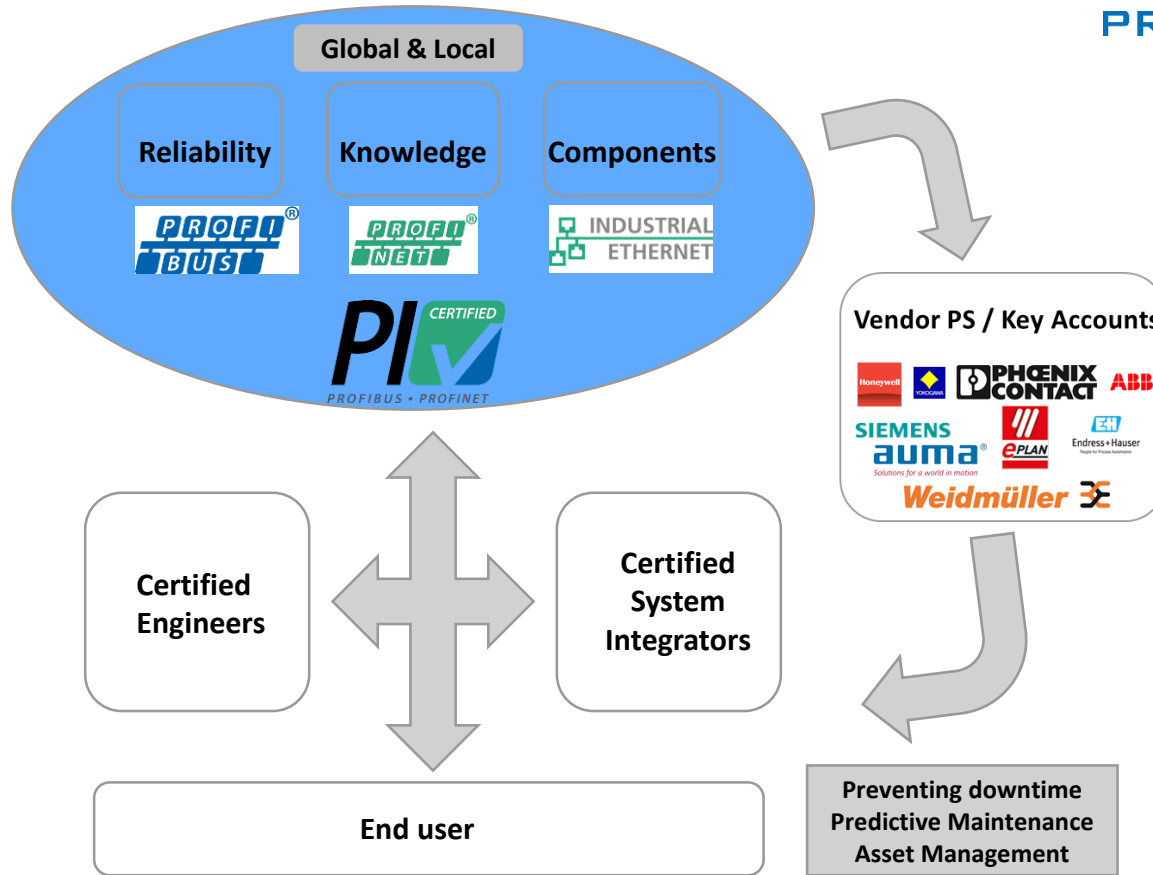 PR
Global & Local
Reliability
Knowledge
Components
PROFI®
BUS
PROFI®
NET
INDUSTRIAL
ETHERNET
PI
CERTIFIED
PROFIBUS • PROFINET
Vendor PS / Key Accounts
Honeywell
YOKOGAWA
PHŒNIX
CONTACT
ABB
SIEMENS
auma®
Solutions for a world in motion
ePLAN
EH
Endress+Hauser
People for Process Automation
Weidmüller
Certified
Engineers
Certified
System
Integrators
End user
Preventing downtime
Predictive Maintenance
Asset Management